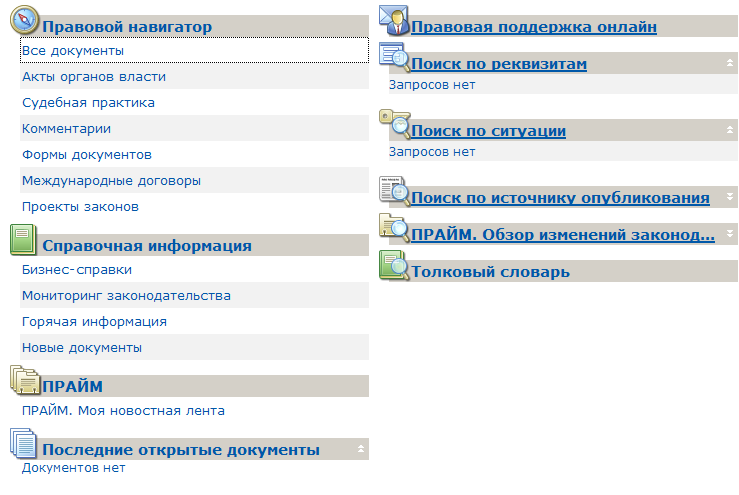 Правовой навигатор
Все документы
Акты органов власти
Судебная практика
Комментарии
Формы документов
Международные договоры
Проекты законов
Справочная информация
Бизнес-справки
Мониторинг законодательства
Горячая информация
Новые документы
ПРАЙМ
ПРАЙМ. Моя новостная лента
Последние открытые документы
Документов нет
Правовая поддержка онлайн
Поиск по реквизитам
Запросов нет
Поиск по ситуации
Запросов нет
Поиск по источнику опубликования
ПРАЙМ. Обзор изменений законод...
Толковый словарь